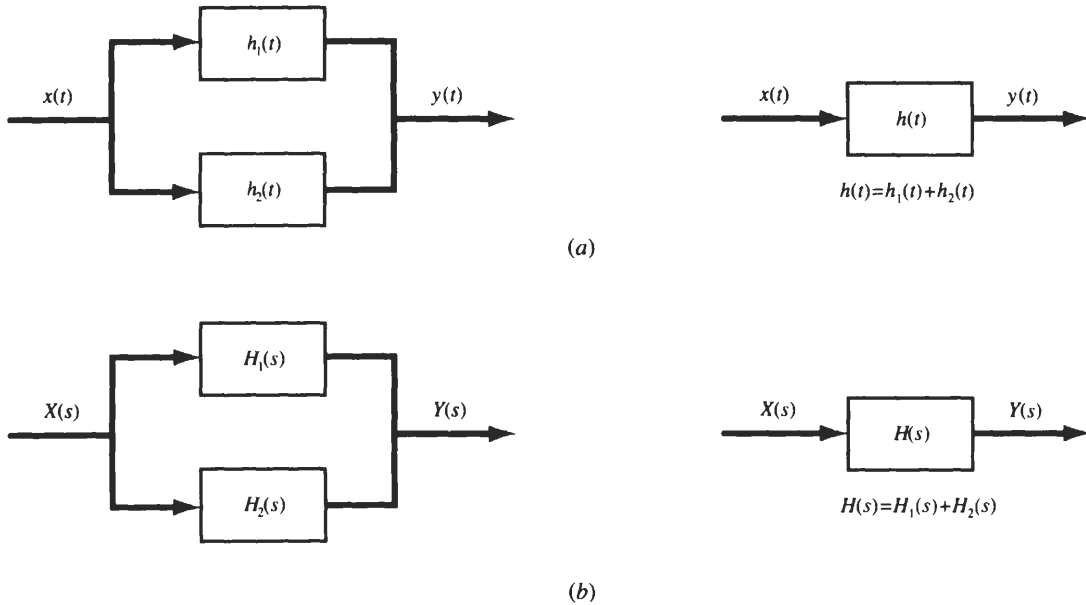 h₁(t)
x(t)
y(t)
h₂(t)
x(t)
h(t)
y(t)
h(t)=h₁(t)+h₂(t)
(a)
H₁(s)
X(s)
Y(s)
H₂(s)
X(s)
H(s)
Y(s)
H(s)=H₁(s)+H₂(s)
(b)